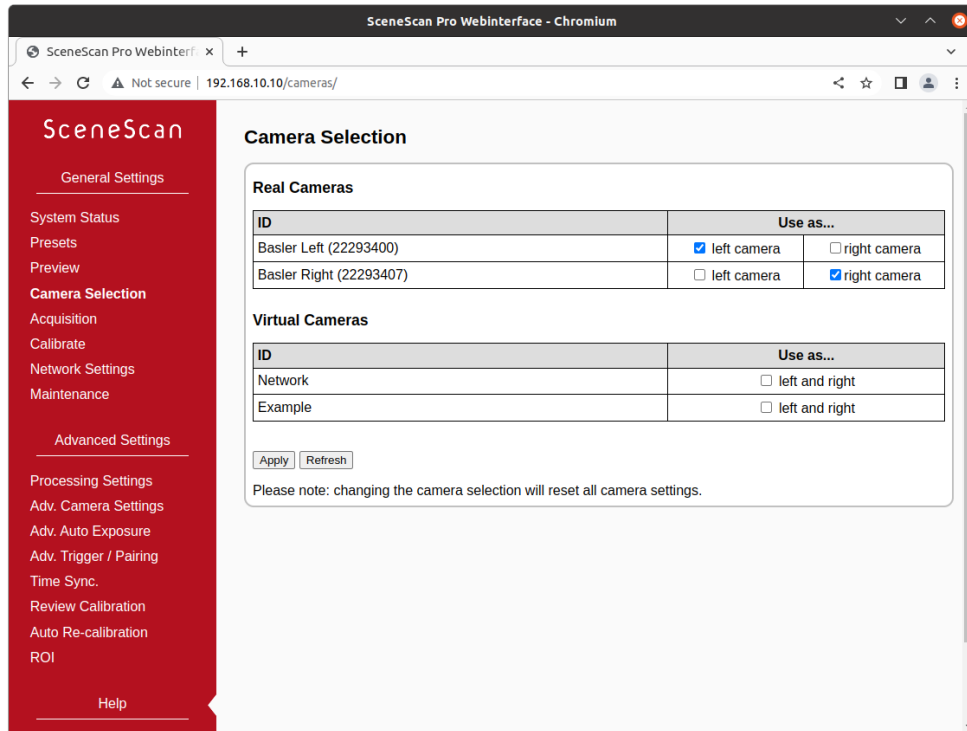 SceneScan Pro Webinterface - Chromium
SceneScan Pro Webinterf
Not secure | 192.168.10.10/cameras/
SceneScan
General Settings
System Status
Presets
Preview
Camera Selection
Acquisition
Calibrate
Network Settings
Maintenance
Advanced Settings
Processing Settings
Adv. Camera Settings
Adv. Auto Exposure
Adv. Trigger / Pairing
Time Sync.
Review Calibration
Auto Re-calibration
ROI
Help
Camera Selection
Real Cameras
ID Use as...
Basler Left (22293400) left camera right camera
Basler Right (22293407) left camera right camera
Virtual Cameras
ID Use as...
Network left and right
Example left and right
Apply Refresh
Please note: changing the camera selection will reset all camera settings.